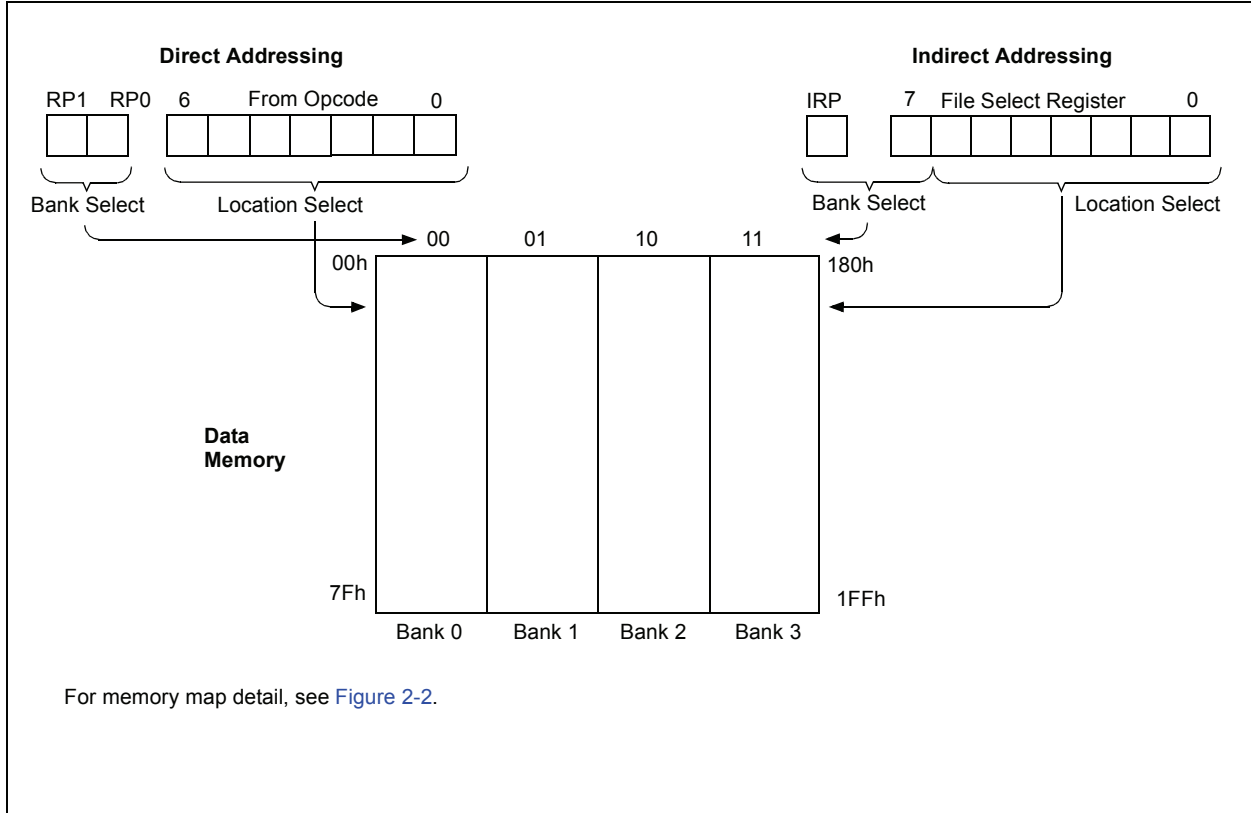 Direct Addressing
Indirect Addressing
RP1 RP0 6 From Opcode 0
IRP 7 File Select Register 0
Bank Select Location Select
Bank Select Location Select
00 01 10 11
00h
180h
Data
Memory
7Fh
1FFh
Bank 0 Bank 1 Bank 2 Bank 3
For memory map detail, see Figure 2-2.